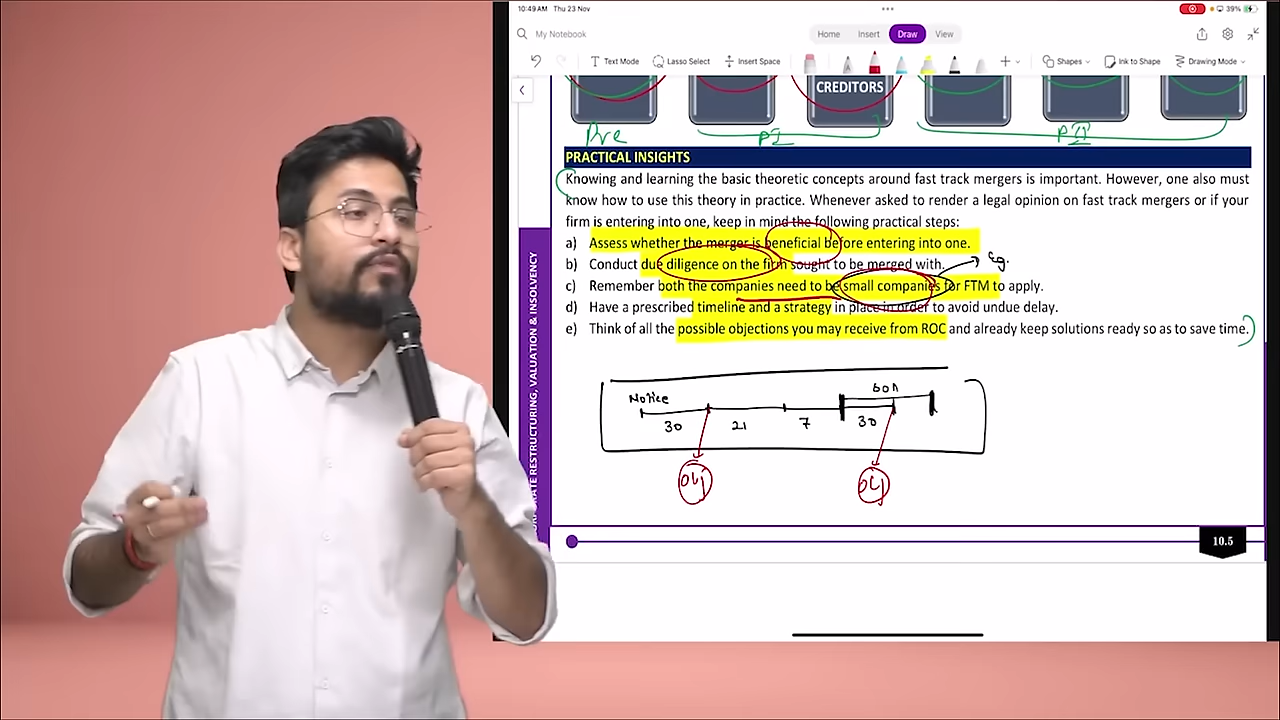 10:49 AM Thu 23 Nov
39%
My Notebook
Home Insert Draw View
Text Mode Lasso Select Insert Space Shapes Ink to Shape Drawing Mode
CREDITORS
Pre PI PII
PRACTICAL INSIGHTS
Knowing and learning the basic theoretic concepts around fast track mergers is important. However, one also must
know how to use this theory in practice. Whenever asked to render a legal opinion on fast track mergers or if your
firm is entering into one, keep in mind the following practical steps:
a) Assess whether the merger is beneficial before entering into one.
b) Conduct due diligence on the firm sought to be merged with.
eg.
c) Remember both the companies need to be small companies for FTM to apply.
d) Have a prescribed timeline and a strategy in place in order to avoid undue delay.
e) Think of all the possible objections you may receive from ROC and already keep solutions ready so as to save time.
Notice
30 21 7 30
Obj Obj
10.5
CORPORATE RESTRUCTURING, VALUATION & INSOLVENCY